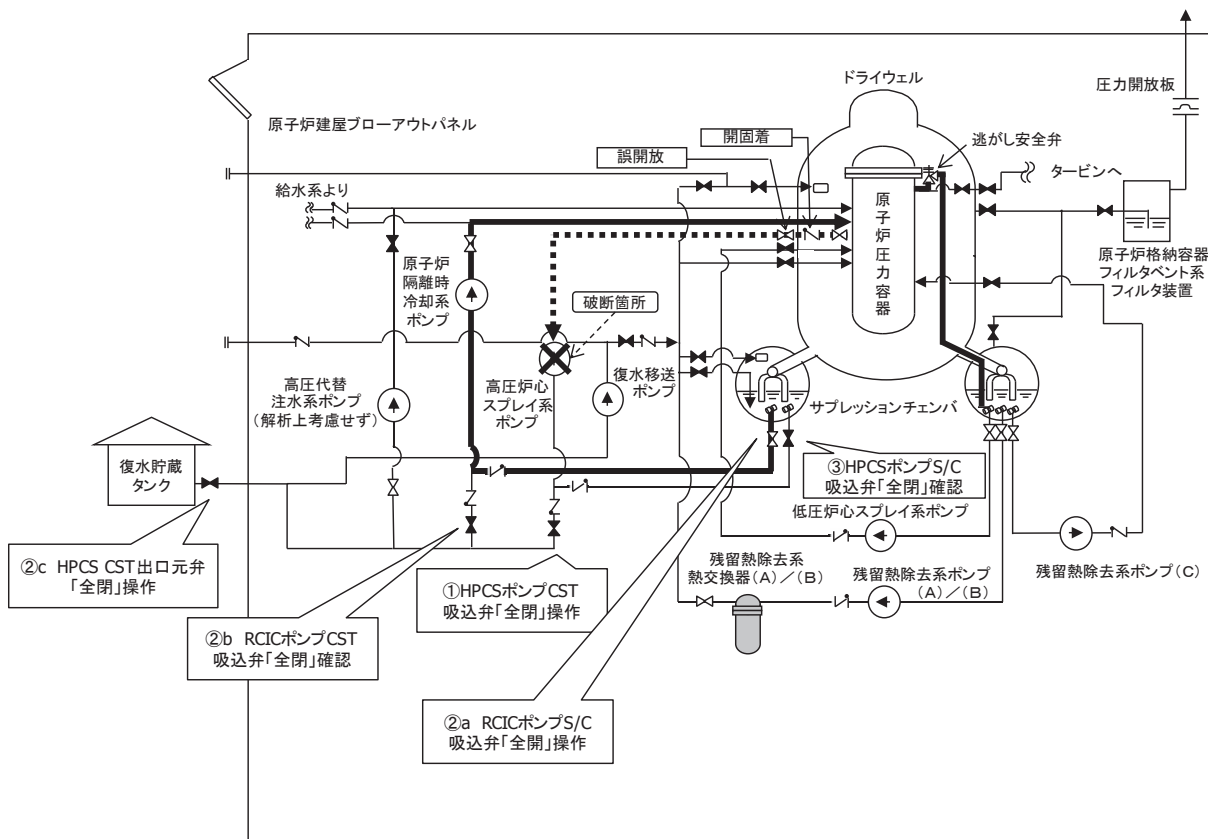 ドライウェル
圧力開放板
原子炉建屋ブローアウトパネル
開固着
逃がし安全弁
誤開放
タービンへ
給水系より
原子炉圧力容器
原子炉格納容器
フィルタベント系
フィルタ装置
原子炉
隔離時
冷却系
ポンプ
破断箇所
高圧代替
注水系ポンプ
(解析上考慮せず)
高圧炉心
スプレイ系
ポンプ
復水移送
ポンプ
サプレッションチェンバ
復水貯蔵
タンク
③HPCSポンプS/C
吸込弁「全閉」確認
低圧炉心スプレイ系ポンプ
②c HPCS CST出口元弁
「全閉」操作
①HPCSポンプCST
吸込弁「全閉」操作
残留熱除去系
熱交換器(A)/(B)
残留熱除去系ポンプ
(A)/(B)
残留熱除去系ポンプ(C)
②b RCICポンプCST
吸込弁「全閉」確認
②a RCICポンプS/C
吸込弁「全開」操作